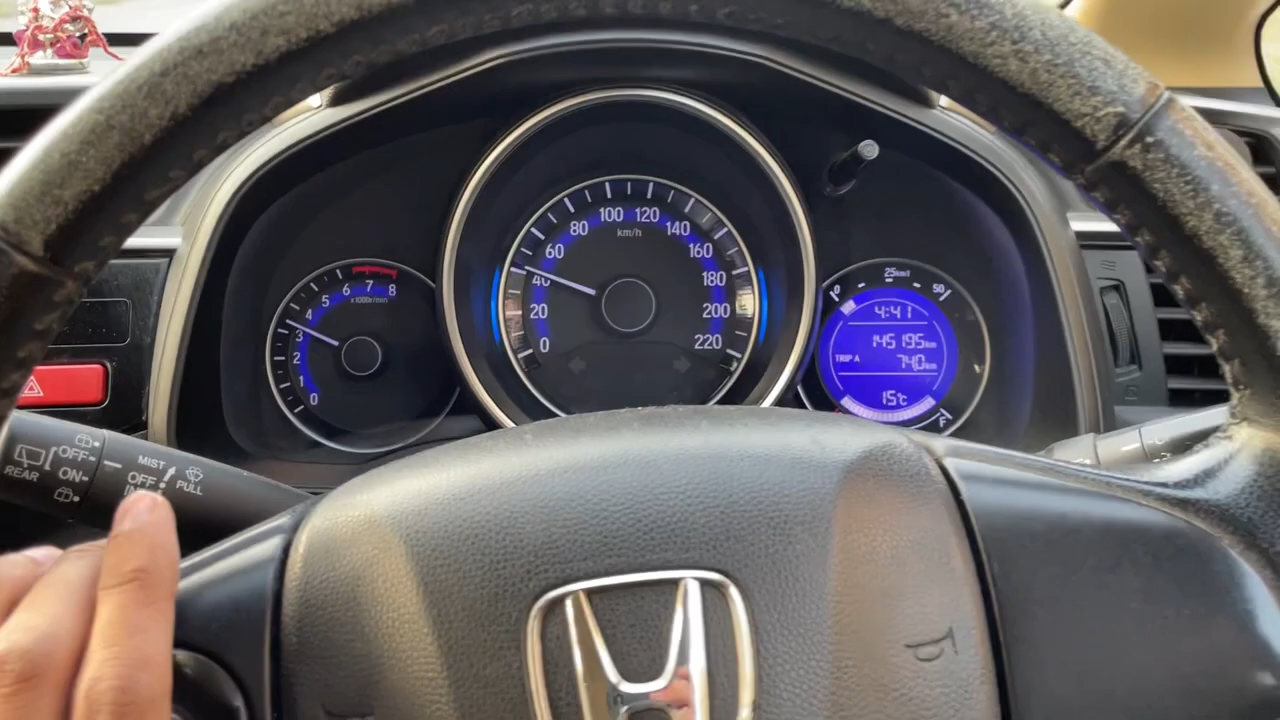 100 120
80 140
60 km/h 160
40 180
20 200
0 220
6 7 8
5 x1000r/min
4
3
2
1
0
25km/l
0 50
4:41
145195km
TRIP A 74.0km
15℃
F
REAR
OFF
ON
MIST
OFF
PULL